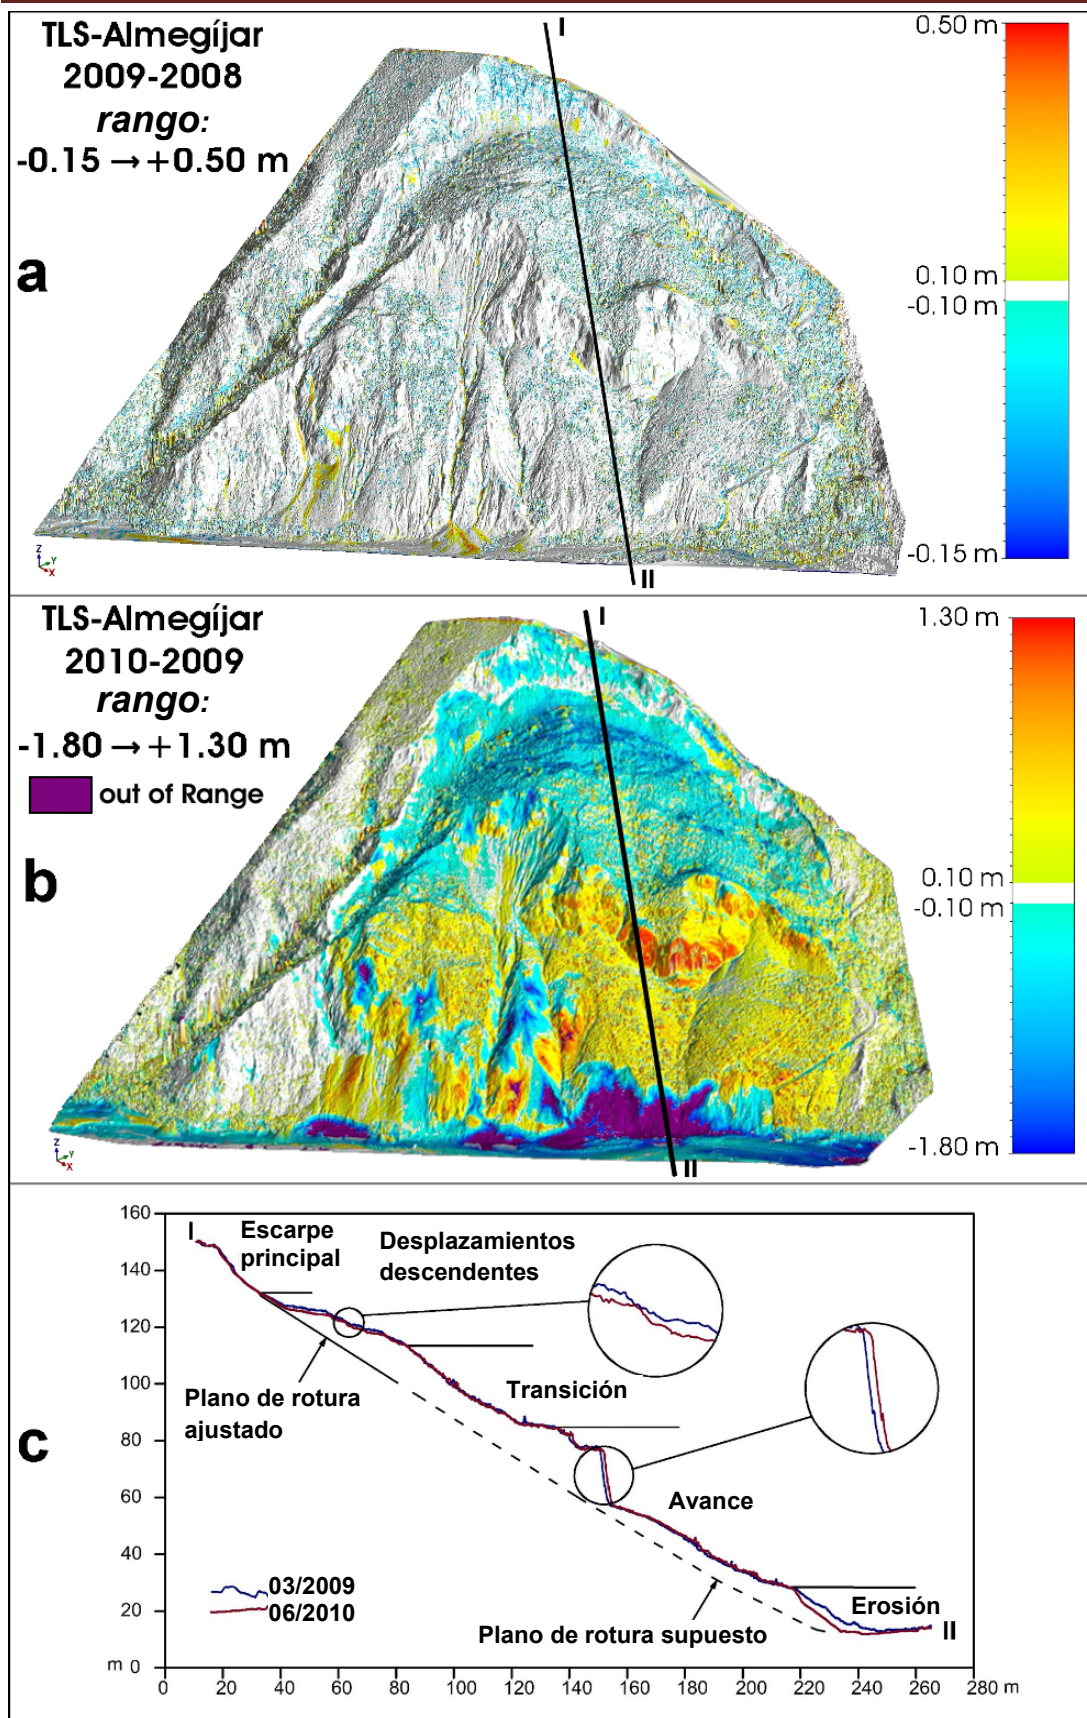 TLS-Almegíjar
2009-2008
rango:
-0.15 → +0.50 m
a
I
II
Z
Y
X
0.50 m
0.10 m
-0.10 m
-0.15 m
TLS-Almegíjar
2010-2009
rango:
-1.80 → +1.30 m
out of Range
b
I
II
Z
Y
X
1.30 m
0.10 m
-0.10 m
-1.80 m
c
160
140
120
100
80
60
40
20
m 0
I
Escarpe
principal
Desplazamientos
descendentes
Plano de rotura
ajustado
Transición
Avance
Erosión
II
Plano de rotura supuesto
03/2009
06/2010
0 20 40 60 80 100 120 140 160 180 200 220 240 260 280 m